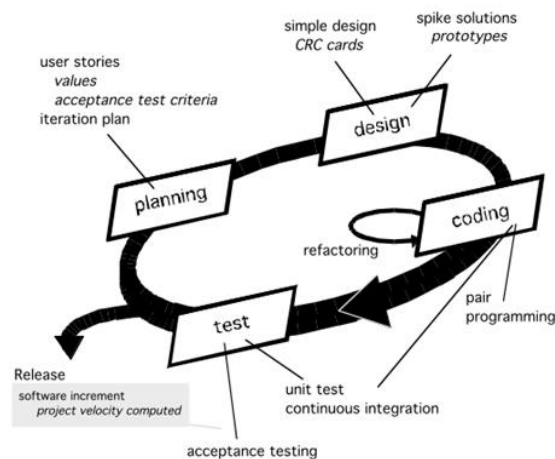 simple design
CRC cards
spike solutions
prototypes
user stories
values
acceptance test criteria
iteration plan
design
planning
coding
refactoring
pair
programming
test
unit test
continuous integration
Release
software increment
project velocity computed
acceptance testing